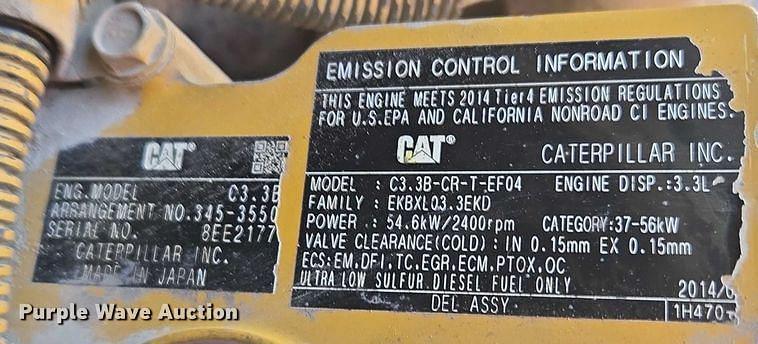 CAT®
ENG.MODEL C3.3B
ARRANGEMENT NO.345-3550
SERIAL NO. 8EE2177
CATERPILLAR INC.
MADE IN JAPAN
EMISSION CONTROL INFORMATION
THIS ENGINE MEETS 2014 Tier4 EMISSION REGULATIONS
FOR U.S.EPA AND CALIFORNIA NONROAD CI ENGINES.
CAT® CATERPILLAR INC.
MODEL : C3.3B-CR-T-EF04 ENGINE DISP.:3.3L
FAMILY : EKBXL03.3EKD
POWER : 54.6kW/2400rpm CATEGORY:37-56kW
VALVE CLEARANCE(COLD) : IN 0.15mm EX 0.15mm
ECS:EM,DFI,TC,EGR,ECM,PTOX,OC
ULTRA LOW SULFUR DIESEL FUEL ONLY 2014/
DEL ASSY 1H470-
Purple Wave Auction